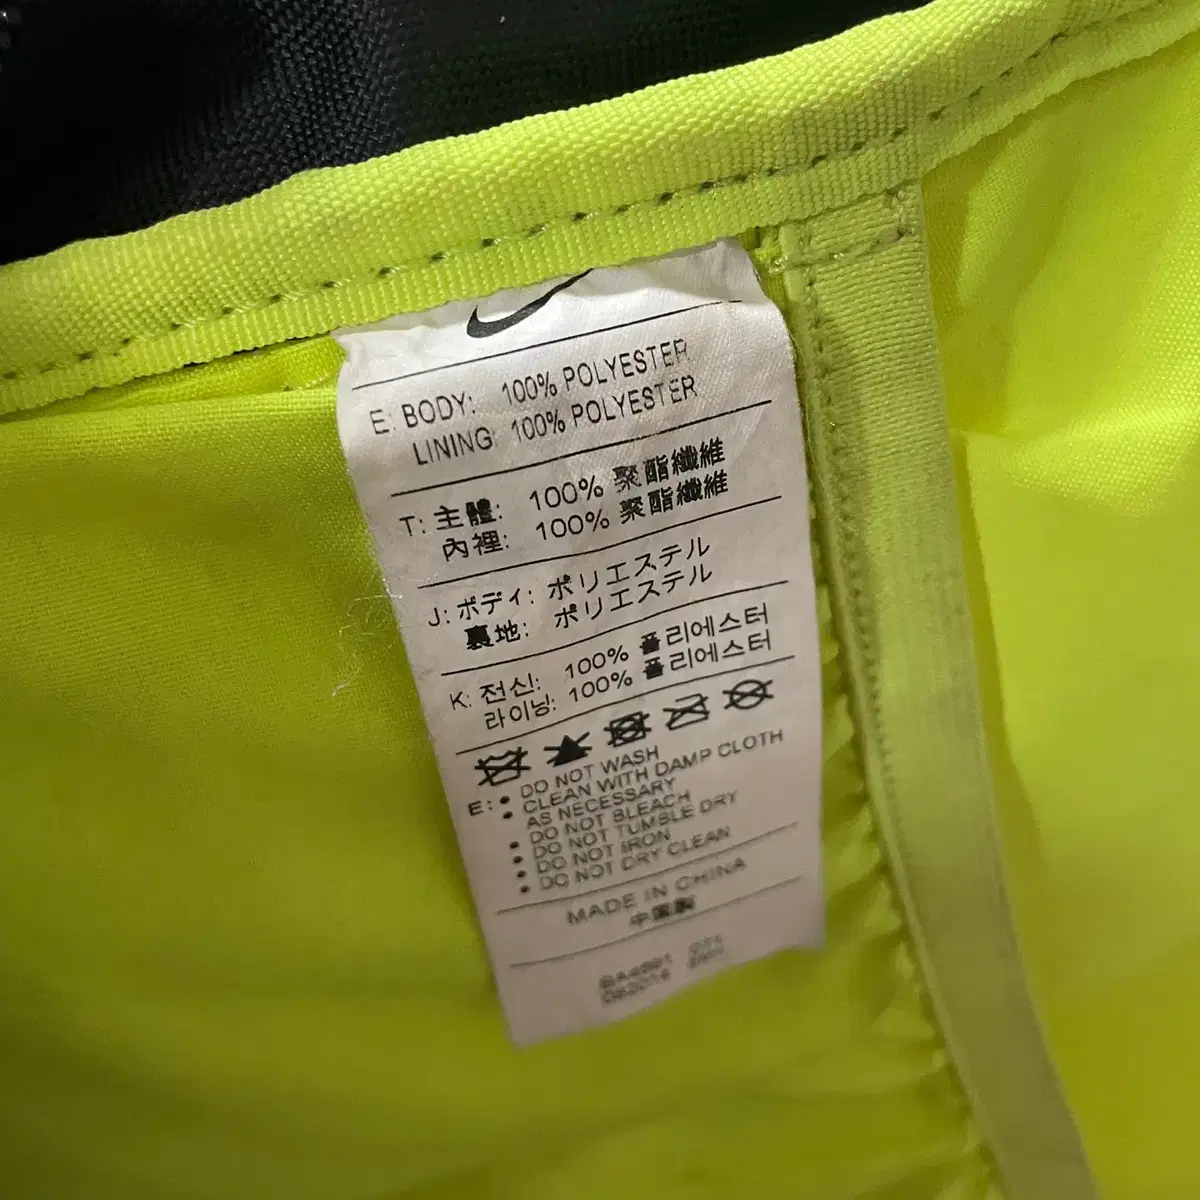 E: BODY: 100% POLYESTER
LINING: 100% POLYESTER
T: 主體: 100% 聚酯纖維
內裡: 100% 聚酯纖維
J: ボディ: ポリエステル
裏地: ポリエステル
K: 전신: 100% 폴리에스터
라이닝: 100% 폴리에스터
E: • DO NOT WASH
• CLEAN WITH DAMP CLOTH
AS NECESSARY
• DO NOT BLEACH
• DO NOT TUMBLE DRY
• DO NOT IRON
• DO NOT DRY CLEAN
MADE IN CHINA
中国製